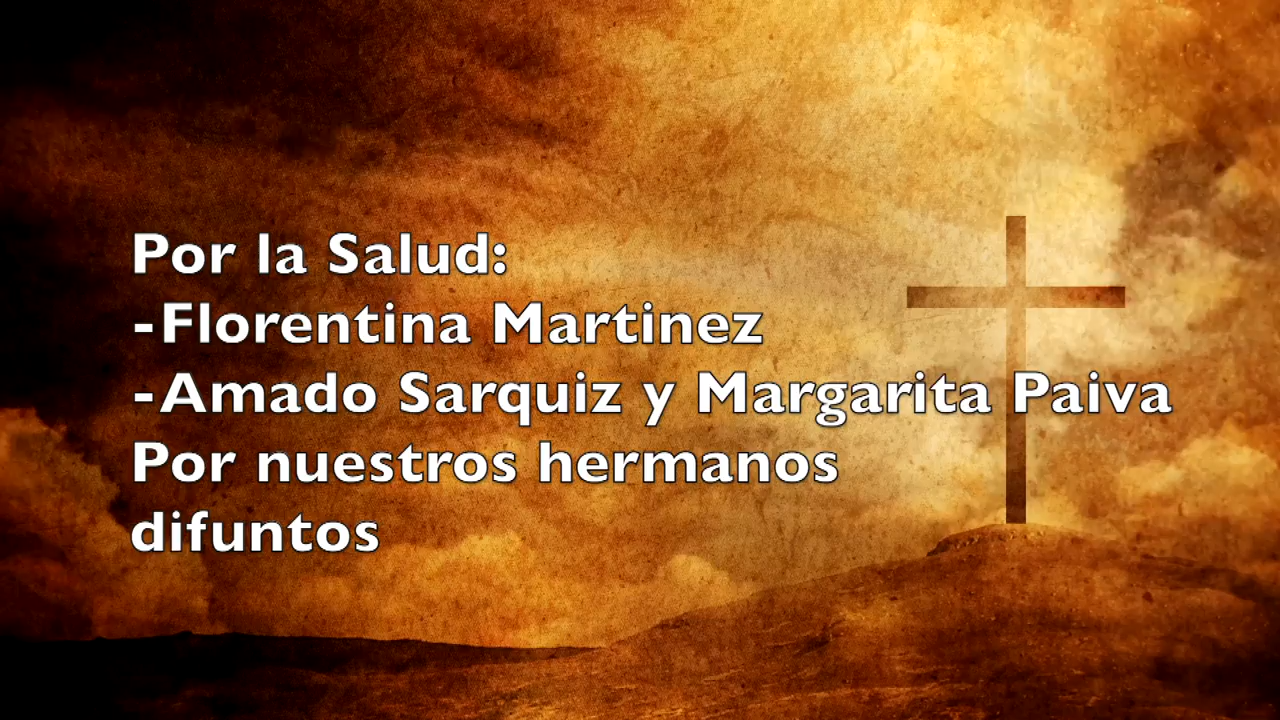 Por la Salud:
-Florentina Martinez
-Amado Sarquiz y Margarita Paiva
Por nuestros hermanos
difuntos